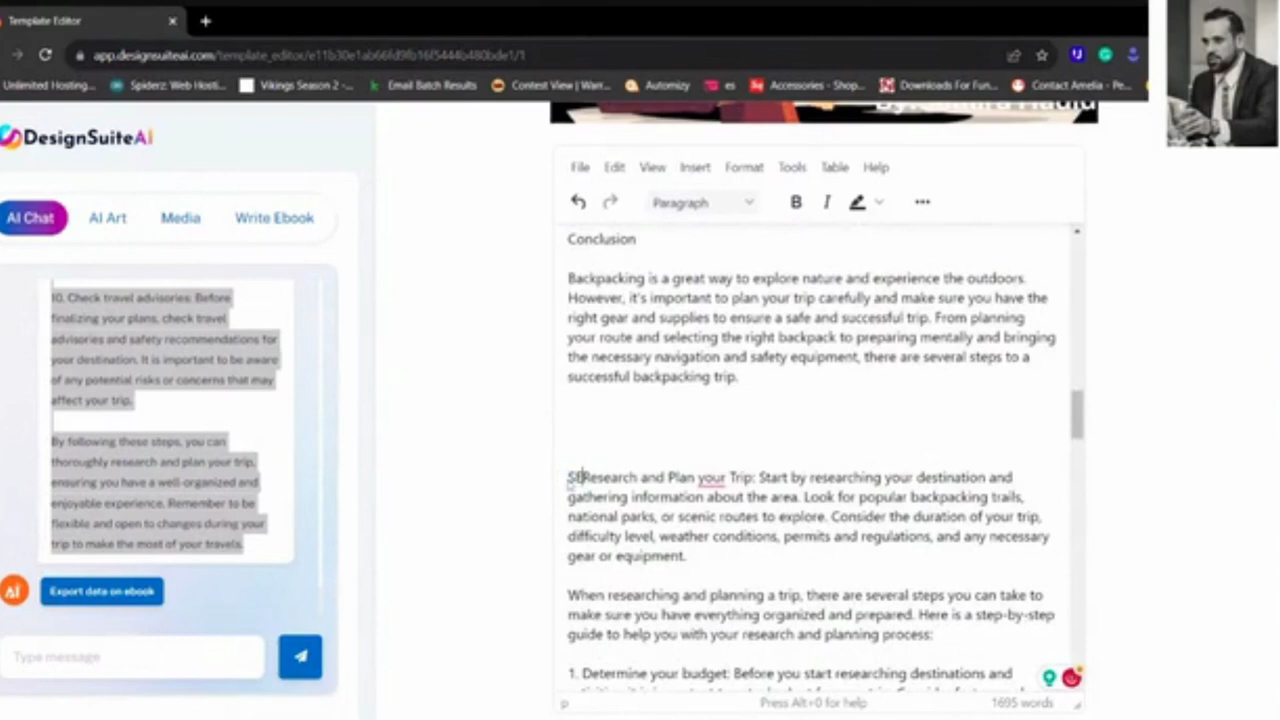 Template Editor
app.designsuiteai.com/template_editor/e11b30e1ab66fd9fb16f5444b480bde1/1
Unlimited Hosting...
Spiderz Web Hosti...
Vikings Season 2 -...
Email Batch Results
Contest View | Warr...
Automizy
es
Accessories - Shop...
Downloads For Fun...
Contact Amelia - Pe...
DesignSuiteAI
AI Chat
AI Art
Media
Write Ebook
10. Check travel advisories: Before
finalizing your plans, check travel
advisories and safety recommendations for
your destination. It is important to be aware
of any potential risks or concerns that may
affect your trip.
By following these steps, you can
thoroughly research and plan your trip,
ensuring you have a well-organized and
enjoyable experience. Remember to be
flexible and open to changes during your
trip to make the most of your travels.
Export data on ebook
Type message
File Edit View Insert Format Tools Table Help
Paragraph
B I
Conclusion
Backpacking is a great way to explore nature and experience the outdoors.
However, it's important to plan your trip carefully and make sure you have the
right gear and supplies to ensure a safe and successful trip. From planning
your route and selecting the right backpack to preparing mentally and bringing
the necessary navigation and safety equipment, there are several steps to a
successful backpacking trip.
Research and Plan your Trip: Start by researching your destination and
gathering information about the area. Look for popular backpacking trails,
national parks, or scenic routes to explore. Consider the duration of your trip,
difficulty level, weather conditions, permits and regulations, and any necessary
gear or equipment.
When researching and planning a trip, there are several steps you can take to
make sure you have everything organized and prepared. Here is a step-by-step
guide to help you with your research and planning process:
1. Determine your budget: Before you start researching destinations and
p
Press Alt+0 for help
1695 words